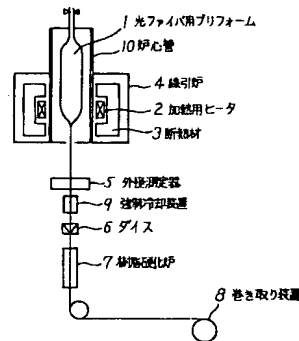 1 光ファイバ用プリフォーム
10 炉心管
4 線引炉
2 加熱用ヒータ
3 断熱材
5 外径測定器
9 強制冷却装置
6 ダイス
7 樹脂硬化炉
8 巻き取り装置